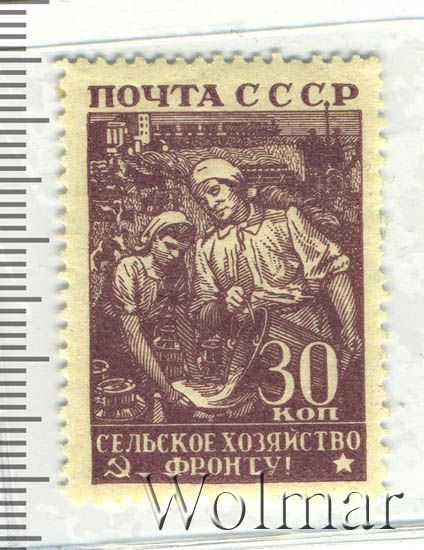 ПОЧТА СССР
30
КОП
СЕЛЬСКОЕ ХОЗЯЙСТВО
ФРОНТУ!
Wolmar